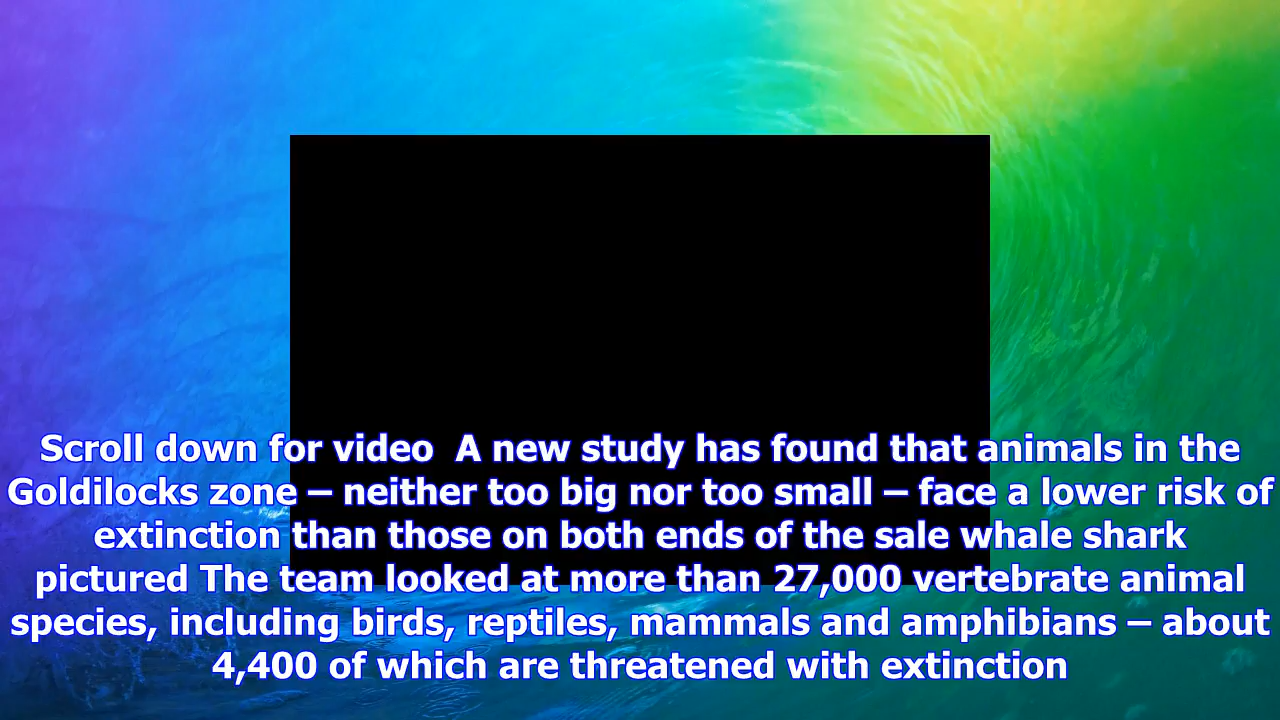 Scroll down for video  A new study has found that animals in the
Goldilocks zone – neither too big nor too small – face a lower risk of
extinction than those on both ends of the sale whale shark
pictured The team looked at more than 27,000 vertebrate animal
species, including birds, reptiles, mammals and amphibians – about
4,400 of which are threatened with extinction